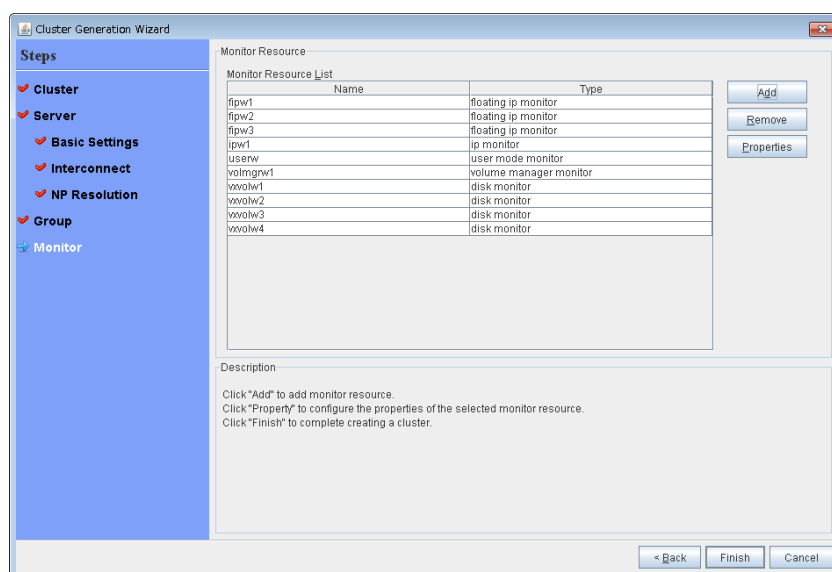 Cluster Generation Wizard
Steps
Cluster
Server
Basic Settings
Interconnect
NP Resolution
Group
Monitor
Monitor Resource
Monitor Resource List
Name Type
fipw1 floating ip monitor
fipw2 floating ip monitor
fipw3 floating ip monitor
ipw1 ip monitor
userw user mode monitor
volmgrw1 volume manager monitor
vxvolw1 disk monitor
vxvolw2 disk monitor
vxvolw3 disk monitor
vxvolw4 disk monitor
Add
Remove
Properties
Description
Click "Add" to add monitor resource.
Click "Property" to configure the properties of the selected monitor resource.
Click "Finish" to complete creating a cluster.
< Back Finish Cancel